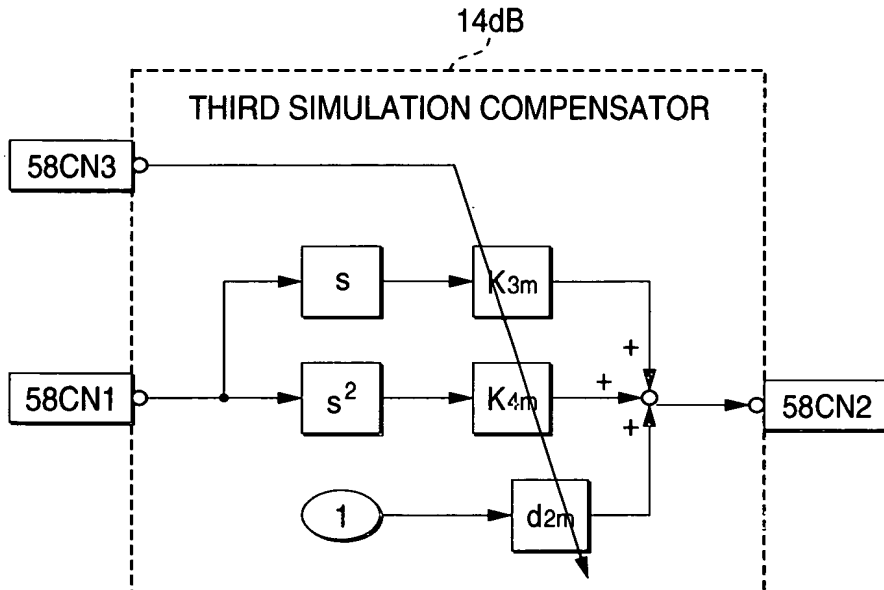 14dB
THIRD SIMULATION COMPENSATOR
58CN3
s
K3m
+
58CN1
s²
K4m
+
58CN2
+
1
d2m